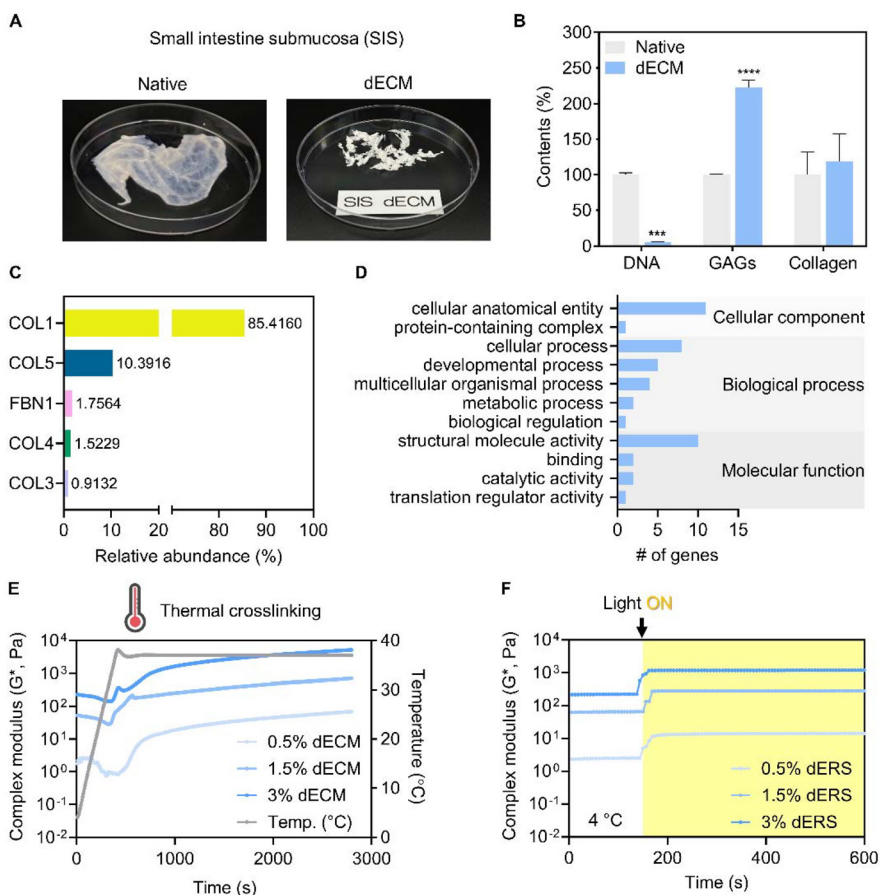 A
Small intestine submucosa (SIS)
Native
dECM
SIS dECM
B
Native
dECM
Contents (%)
300
250
200
150
100
50
0
***
****
DNA
GAGs
Collagen
C
COL1
COL5
FBN1
COL4
COL3
85.4160
10.3916
1.7564
1.5229
0.9132
0
10
20
60
80
100
Relative abundance (%)
D
cellular anatomical entity
protein-containing complex
cellular process
developmental process
multicellular organismal process
metabolic process
biological regulation
structural molecule activity
binding
catalytic activity
translation regulator activity
Cellular component
Biological process
Molecular function
0
5
10
15
# of genes
E
Thermal crosslinking
Complex modulus (G*, Pa)
10⁴
10³
10²
10¹
10⁰
10⁻¹
10⁻²
40
30
20
10
0
Temperature (°C)
0.5% dECM
1.5% dECM
3% dECM
Temp. (°C)
0
1000
2000
3000
Time (s)
F
Light ON
Complex modulus (G*, Pa)
10⁴
10³
10²
10¹
10⁰
10⁻¹
10⁻²
4 °C
0.5% dERS
1.5% dERS
3% dERS
0
200
400
600
Time (s)